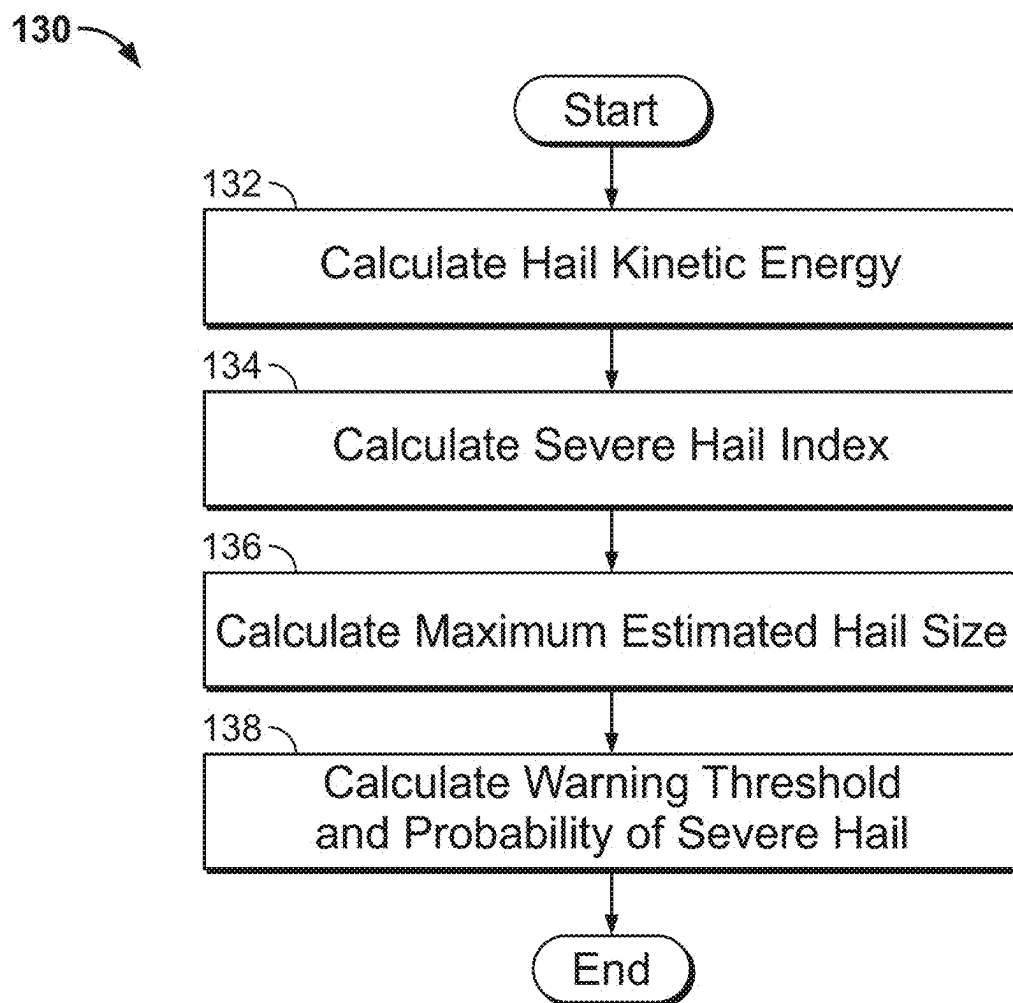 130
Start
132
Calculate Hail Kinetic Energy
134
Calculate Severe Hail Index
136
Calculate Maximum Estimated Hail Size
138
Calculate Warning Threshold
and Probability of Severe Hail
End